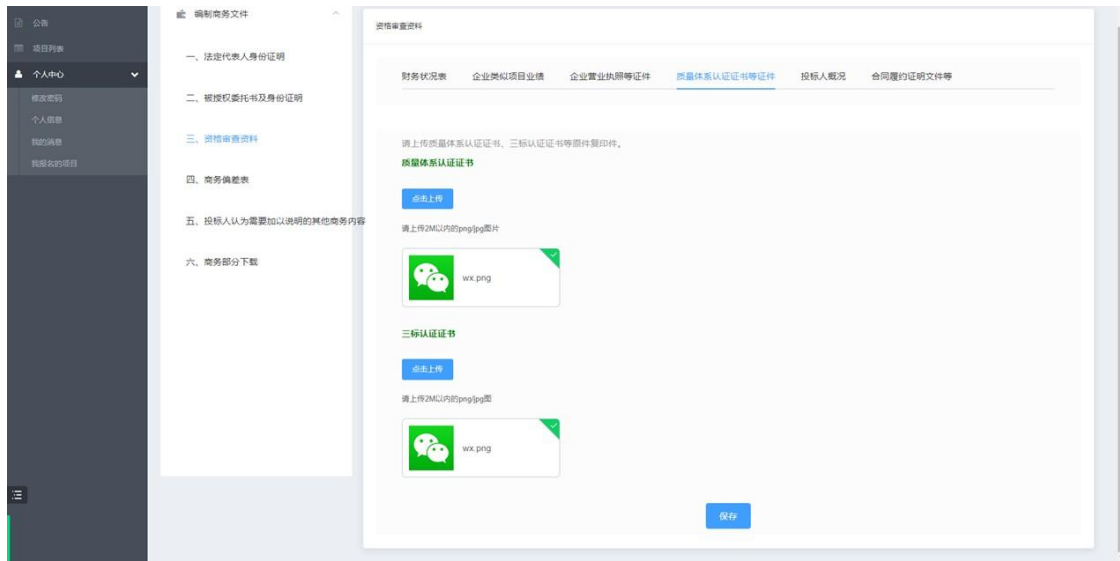 公告
项目列表
个人中心
修改密码
个人信息
我的消息
我报名的项目
编制商务文件
一、法定代表人身份证明
二、被授权委托书及身份证明
三、资格审查资料
四、商务偏差表
五、投标人认为需要加以说明的其他商务内容
六、商务部分下载
资格审查资料
财务状况表 企业类似项目业绩 企业营业执照等证件 质量体系认证证书等证件 投标人概况 合同履约证明文件等
请上传质量体系认证证书、三标认证证书等原件复印件。
质量体系认证证书
点击上传
请上传2M以内的png/jpg图片
wx.png
三标认证证书
点击上传
请上传2M以内的png/jpg图
wx.png
保存